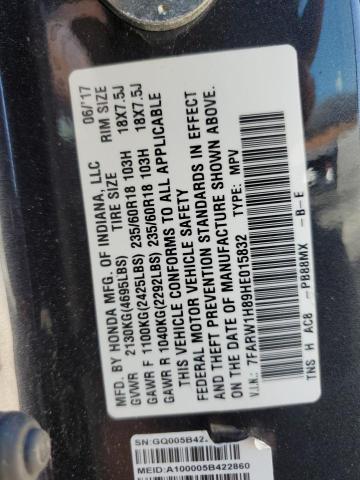 MFD. BY HONDA MFG. OF INDIANA, LLC 06/'17
TIRE SIZE RIM SIZE
GVWR 2130KG(4695LBS)
GAWR F 1100KG(2425LBS) 235/60R18 103H 18X7.5J
GAWR R 1040KG(2292LBS) 235/60R18 103H 18X7.5J
THIS VEHICLE CONFORMS TO ALL APPLICABLE
FEDERAL MOTOR VEHICLE SAFETY
AND THEFT PREVENTION STANDARDS IN EFFECT
ON THE DATE OF MANUFACTURE SHOWN ABOVE.
V.I.N.: 7FARW1H89HE015832 TYPE: MPV
TNS H AC8 -PB88MX -B-E
SN:GQ005B42
MEID:A100005B422860